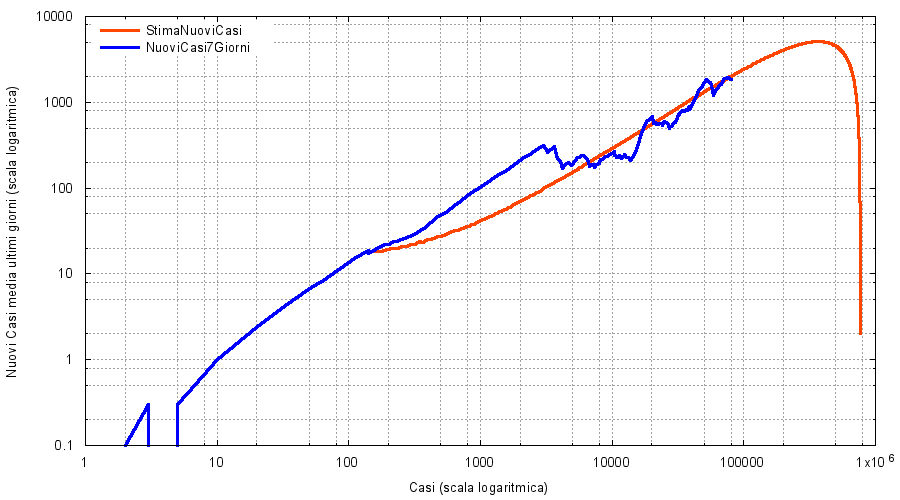 StimaNuoviCasi
NuoviCasi7Giorni
Nuovi Casi media ultimi giorni (scala logaritmica)
10000
1000
100
10
1
0.1
1 10 100 1000 10000 100000 1x10 6
Casi (scala logaritmica)